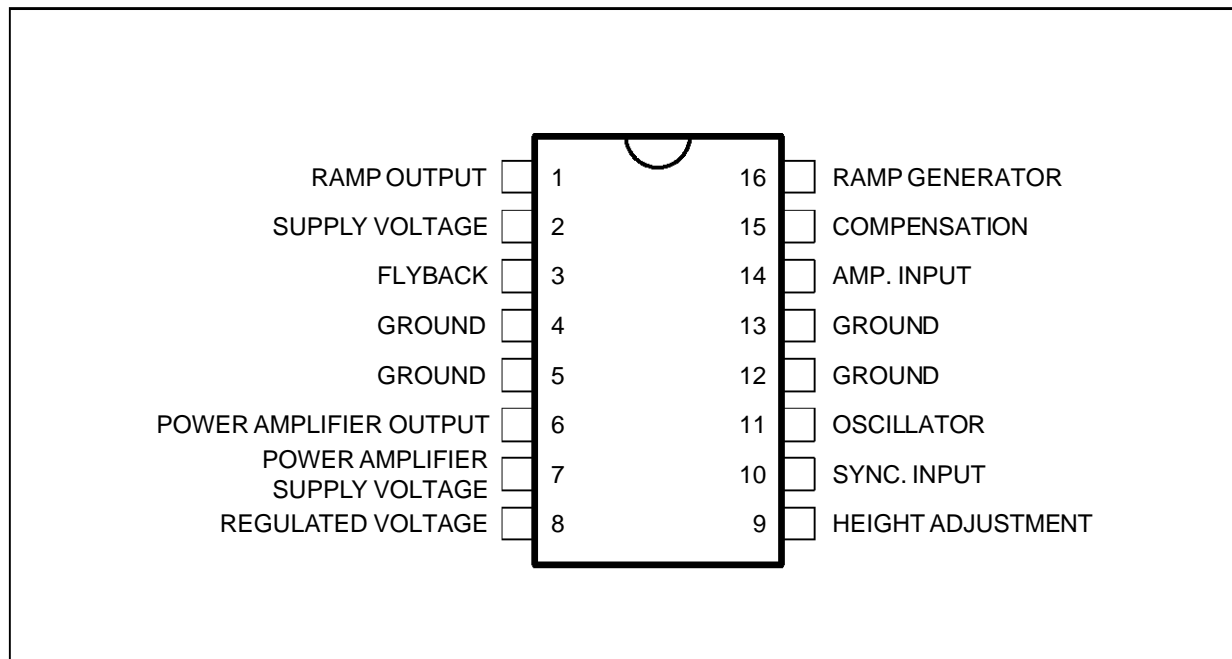 RAMP OUTPUT 1 16 RAMP GENERATOR
SUPPLY VOLTAGE 2 15 COMPENSATION
FLYBACK 3 14 AMP. INPUT
GROUND 4 13 GROUND
GROUND 5 12 GROUND
POWER AMPLIFIER OUTPUT 6 11 OSCILLATOR
POWER AMPLIFIER
SUPPLY VOLTAGE 7 10 SYNC. INPUT
REGULATED VOLTAGE 8 9 HEIGHT ADJUSTMENT